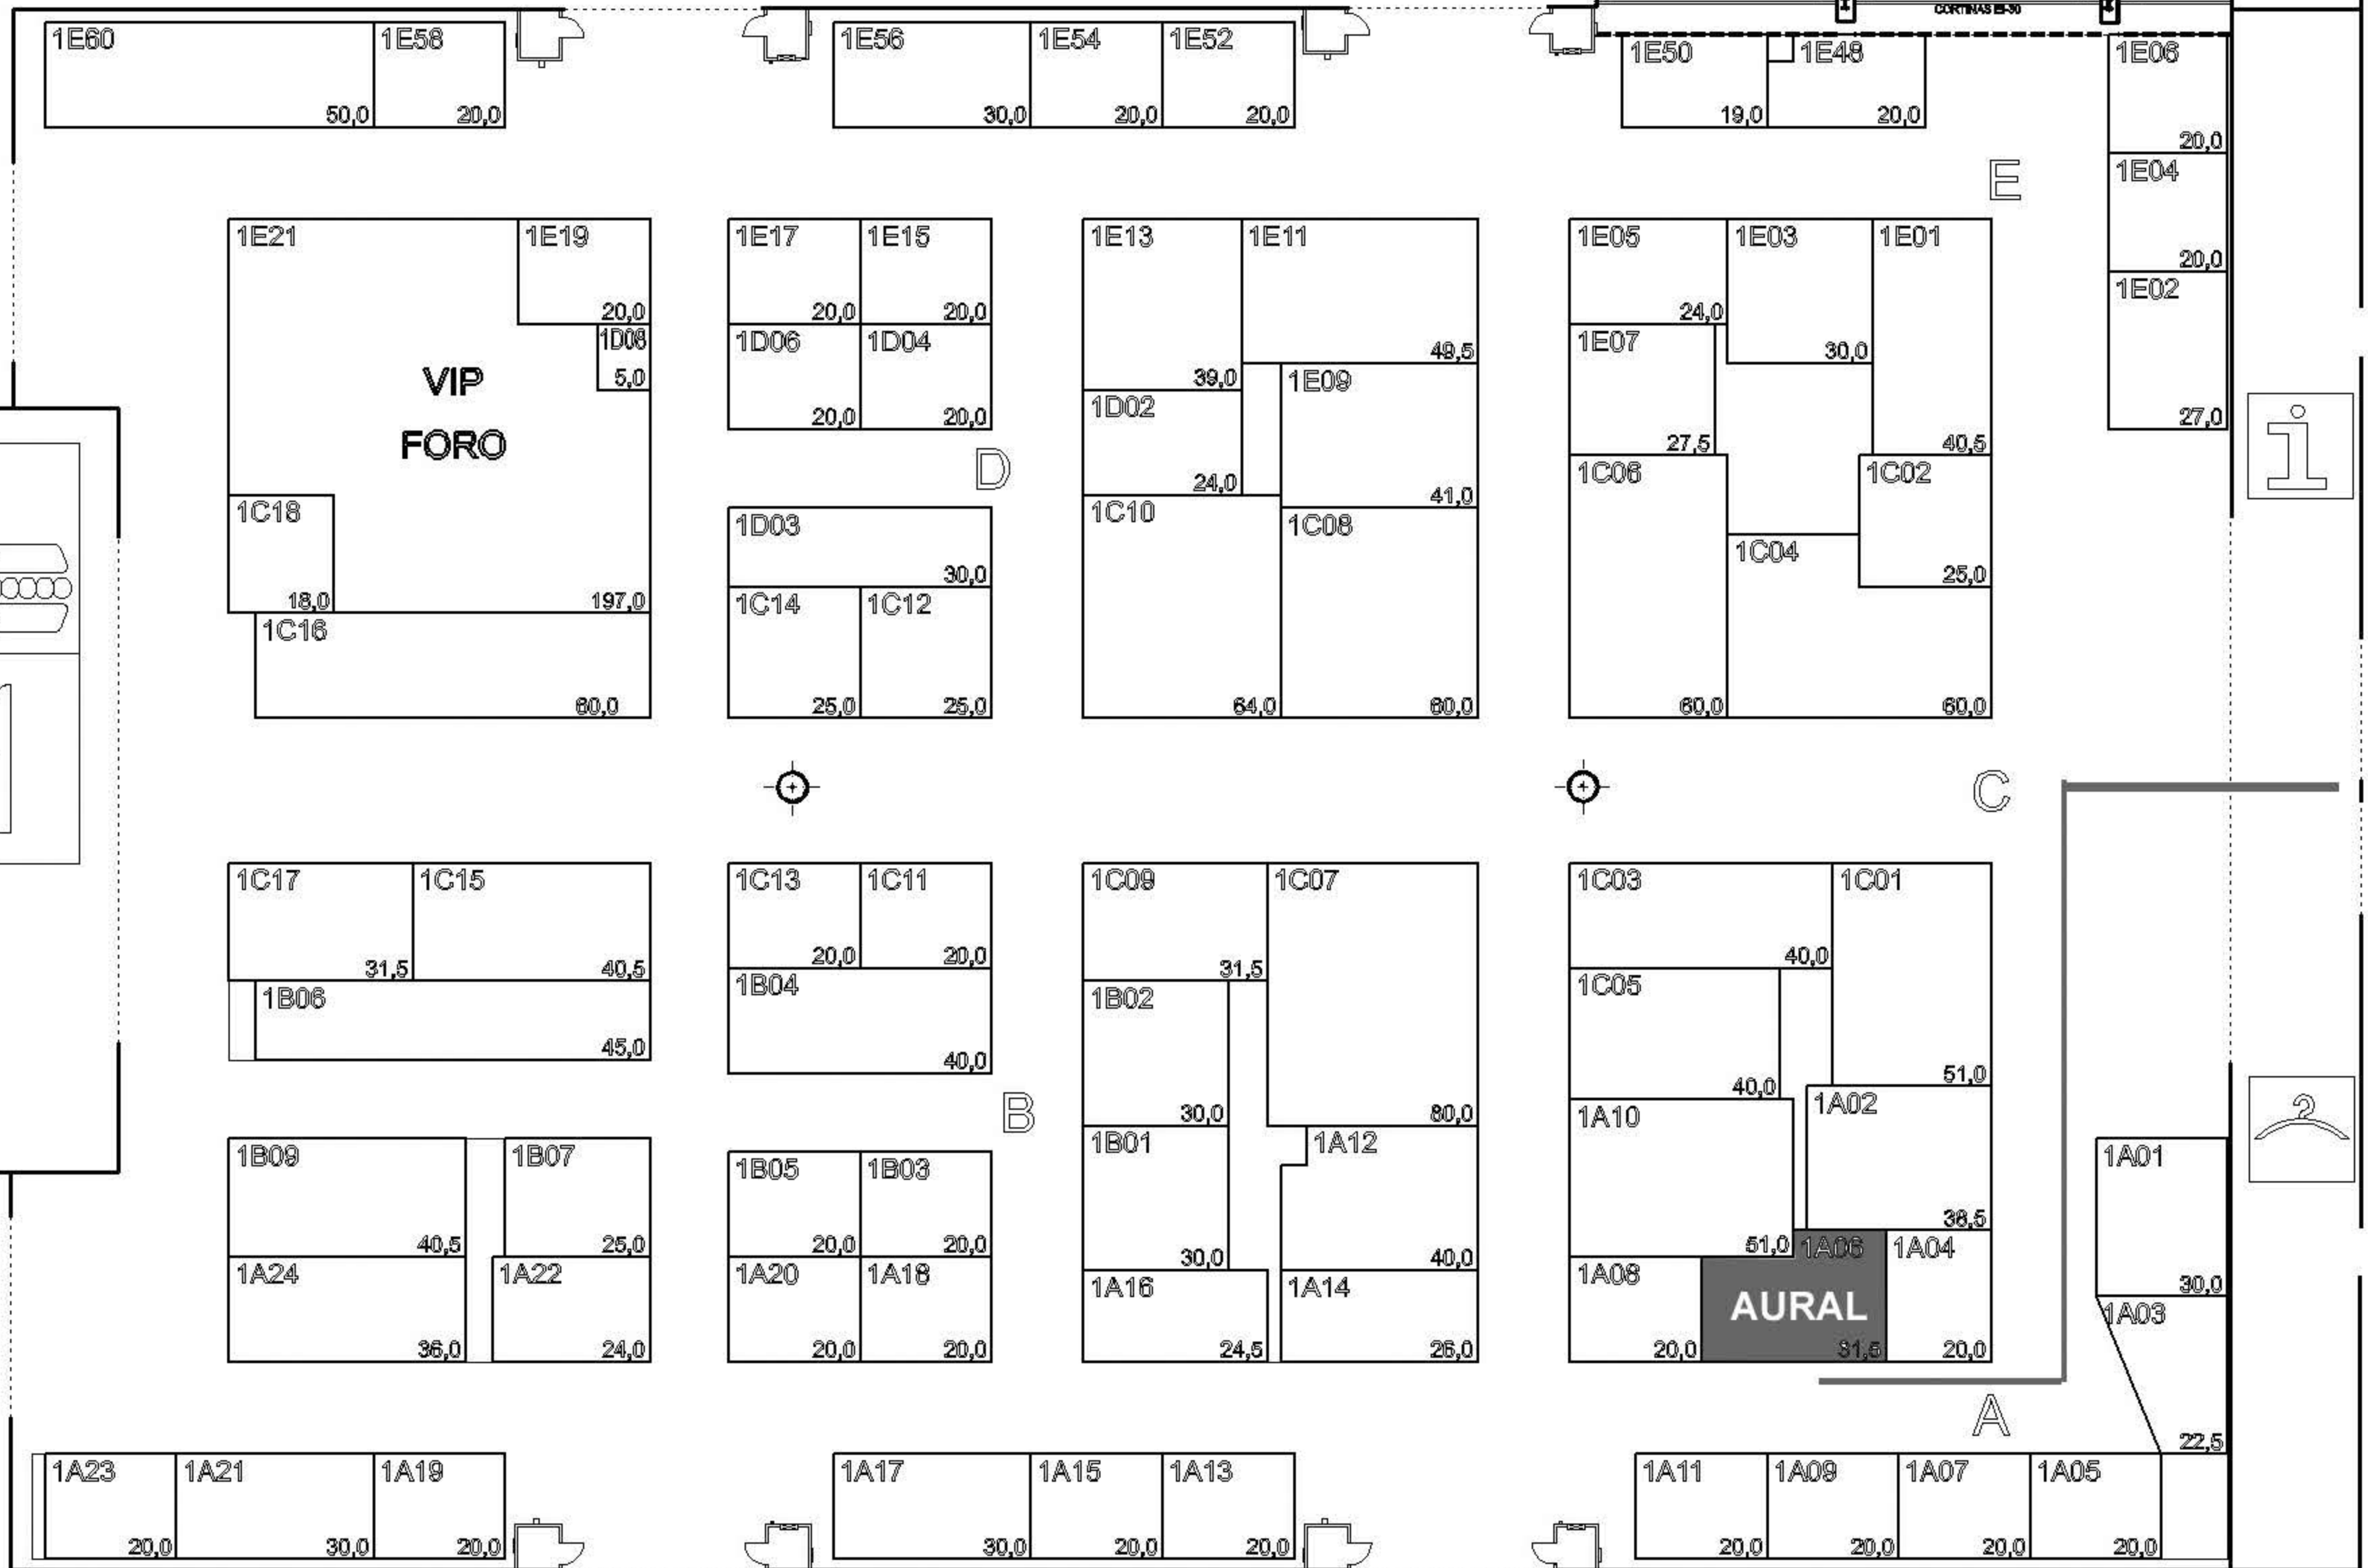 CORTINAS EI-30
1E60 1E58 1E56 1E54 1E52
1E50 1E48 1E06
50,0 20,0 30,0 20,0 20,0 19,0 20,0
20,0
1E04
E
1E21 1E19 1E17 1E15 1E13 1E11 1E05 1E03 1E01
20,0
1E02
20,0 20,0 20,0 24,0
1D08 1D06 1D04 1E07
49,5 30,0
VIP 5,0 39,0 1E09
1D02
20,0 20,0 27,0
FORO 27,5 40,5
D 1C06 1C02
24,0 41,0
1C18 1D03 1C10 1C08
1C04
30,0 25,0
18,0 197,0 1C14 1C12
1C16
60,0 25,0 25,0 64,0 60,0 60,0 60,0
C
1C17 1C15 1C13 1C11 1C09 1C07 1C03 1C01
20,0 20,0 40,0
31,5 40,5 31,5
1B04 1C05
1B06 1B02
45,0 40,0 51,0
40,0
B 30,0 80,0 1A10 1A02
1B09 1B07 1B01 1A12 1A01
1B05 1B03
38,5
40,5 25,0 20,0 20,0 30,0 40,0 51,0 1A06 1A04
1A24 1A22 1A20 1A18 1A16 1A14 1A08 30,0
AURAL 1A03
36,0 24,0 20,0 20,0 24,5 26,0 20,0 31,5 20,0
A
22,5
1A23 1A21 1A19 1A17 1A15 1A13 1A11 1A09 1A07 1A05
20,0 30,0 20,0 30,0 20,0 20,0 20,0 20,0 20,0 20,0